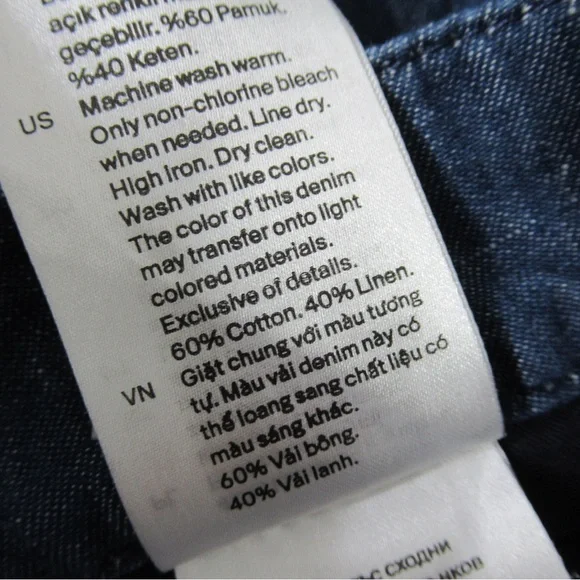 açık renkli
geçebilir. %60 Pamuk.
%40 Keten.
US Machine wash warm.
Only non-chlorine bleach
when needed. Line dry.
High Iron. Dry clean.
Wash with like colors.
The color of this denim
may transfer onto light
colored materials.
Exclusive of details.
60% Cotton. 40% Linen.
VN Giặt chung với màu tương
tự. Màu vải denim này có
thể loang sang chất liệu có
màu sáng khác.
60% Vải bông.
40% Vải lanh.
сходни